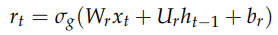 r_t = σ_g(W_r x_t + U_r h_{t−1} + b_r)